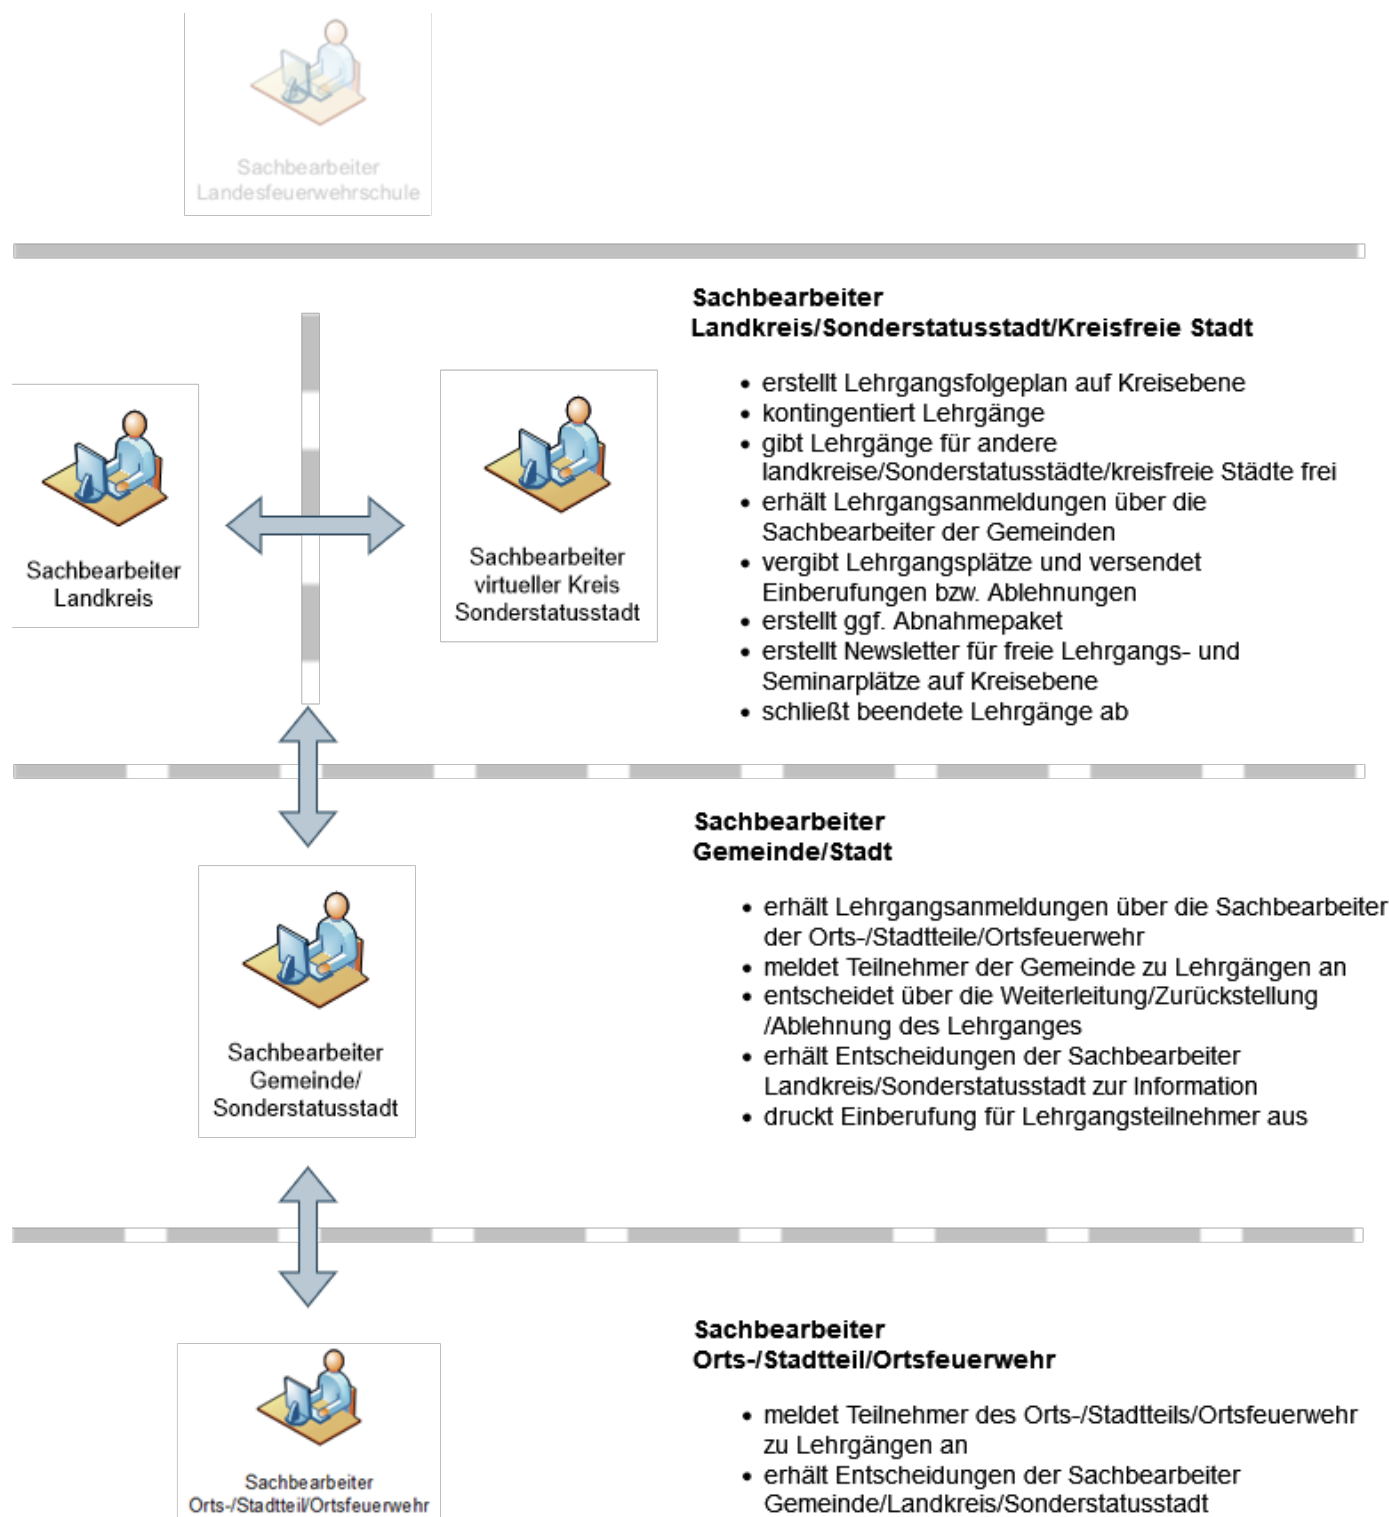 Sachbearbeiter
Landesfeuerwehrschule
Sachbearbeiter
Landkreis/Sonderstatusstadt/Kreisfreie Stadt
• erstellt Lehrgangsfolgeplan auf Kreisebene
• kontingentiert Lehrgänge
• gibt Lehrgänge für andere
landkreise/Sonderstatusstädte/kreisfreie Städte frei
• erhält Lehrgangsanmeldungen über die
Sachbearbeiter der Gemeinden
• vergibt Lehrgangsplätze und versendet
Einberufungen bzw. Ablehnungen
• erstellt ggf. Abnahmepaket
• erstellt Newsletter für freie Lehrgangs- und
Seminarplätze auf Kreisebene
• schließt beendete Lehrgänge ab
Sachbearbeiter
Landkreis
Sachbearbeiter
virtueller Kreis
Sonderstatusstadt
Sachbearbeiter
Gemeinde/Stadt
• erhält Lehrgangsanmeldungen über die Sachbearbeiter
der Orts-/Stadtteile/Ortsfeuerwehr
• meldet Teilnehmer der Gemeinde zu Lehrgängen an
• entscheidet über die Weiterleitung/Zurückstellung
/Ablehnung des Lehrganges
• erhält Entscheidungen der Sachbearbeiter
Landkreis/Sonderstatusstadt zur Information
• druckt Einberufung für Lehrgangsteilnehmer aus
Sachbearbeiter
Gemeinde/
Sonderstatusstadt
Sachbearbeiter
Orts-/Stadtteil/Ortsfeuerwehr
• meldet Teilnehmer des Orts-/Stadtteils/Ortsfeuerwehr
zu Lehrgängen an
• erhält Entscheidungen der Sachbearbeiter
Gemeinde/Landkreis/Sonderstatusstadt
Sachbearbeiter
Orts-/Stadtteil/Ortsfeuerwehr